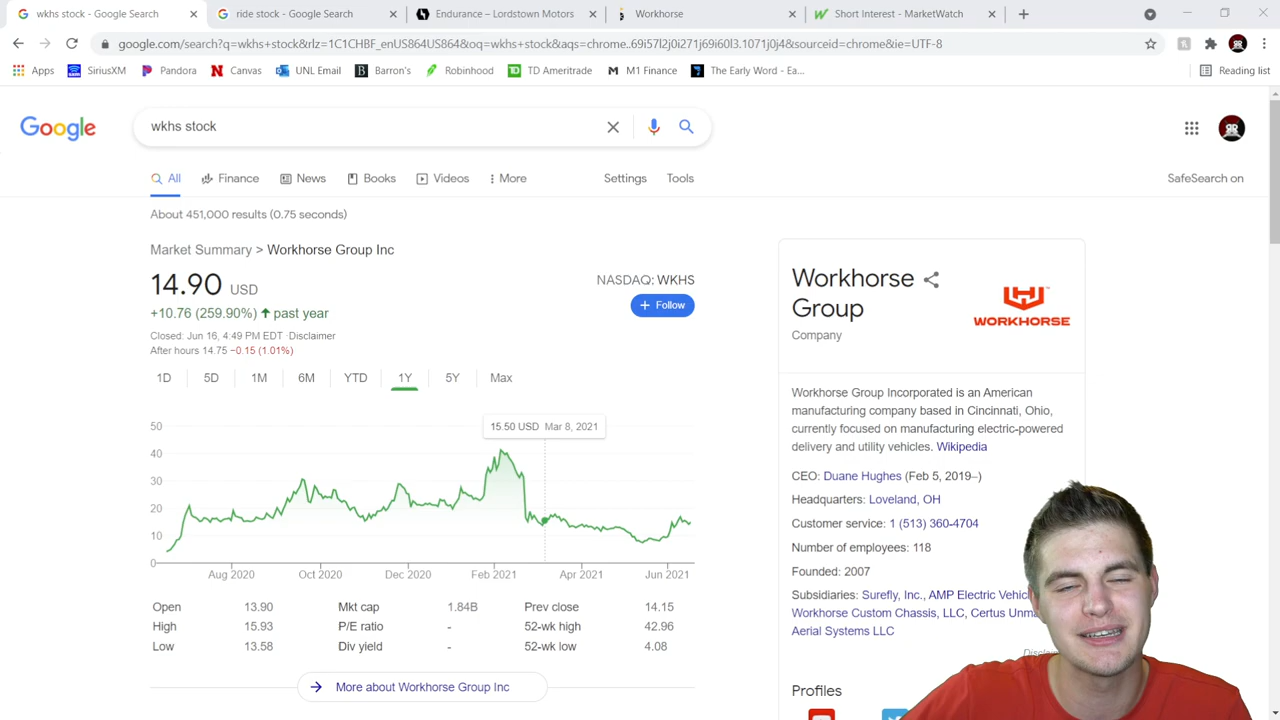 wkhs stock - Google Search
ride stock - Google Search
Endurance – Lordstown Motors
Workhorse
Short Interest - MarketWatch
google.com/search?q=wkhs+stock&rlz=1C1CHBF_enUS864US864&oq=wkhs+stock&aqs=chrome..69i57l2j0i271j69i60l3.1071j0j4&sourceid=chrome&ie=UTF-8
Apps
SiriusXM
Pandora
Canvas
UNL Email
Barron's
Robinhood
TD Ameritrade
M1 Finance
The Early Word - Ea...
Reading list
Google
wkhs stock
All
Finance
News
Books
Videos
More
Settings
Tools
SafeSearch on
About 451,000 results (0.75 seconds)
Market Summary > Workhorse Group Inc
14.90 USD
NASDAQ: WKHS
+10.76 (259.90%) past year
+ Follow
Closed: Jun 16, 4:49 PM EDT · Disclaimer
After hours 14.75 −0.15 (1.01%)
1D 5D 1M 6M YTD 1Y 5Y Max
15.50 USD Mar 8, 2021
50
40
30
20
10
0
Aug 2020 Oct 2020 Dec 2020 Feb 2021 Apr 2021 Jun 2021
Open 13.90 Mkt cap 1.84B Prev close 14.15
High 15.93 P/E ratio - 52-wk high 42.96
Low 13.58 Div yield - 52-wk low 4.08
More about Workhorse Group Inc
Workhorse
Group
Company
WORKHORSE
Workhorse Group Incorporated is an American
manufacturing company based in Cincinnati, Ohio,
currently focused on manufacturing electric-powered
delivery and utility vehicles. Wikipedia
CEO: Duane Hughes (Feb 5, 2019–)
Headquarters: Loveland, OH
Customer service: 1 (513) 360-4704
Number of employees: 118
Founded: 2007
Subsidiaries: Surefly, Inc., AMP Electric
Workhorse Custom Chassis, LLC, Certus
Aerial Systems LLC
Profiles